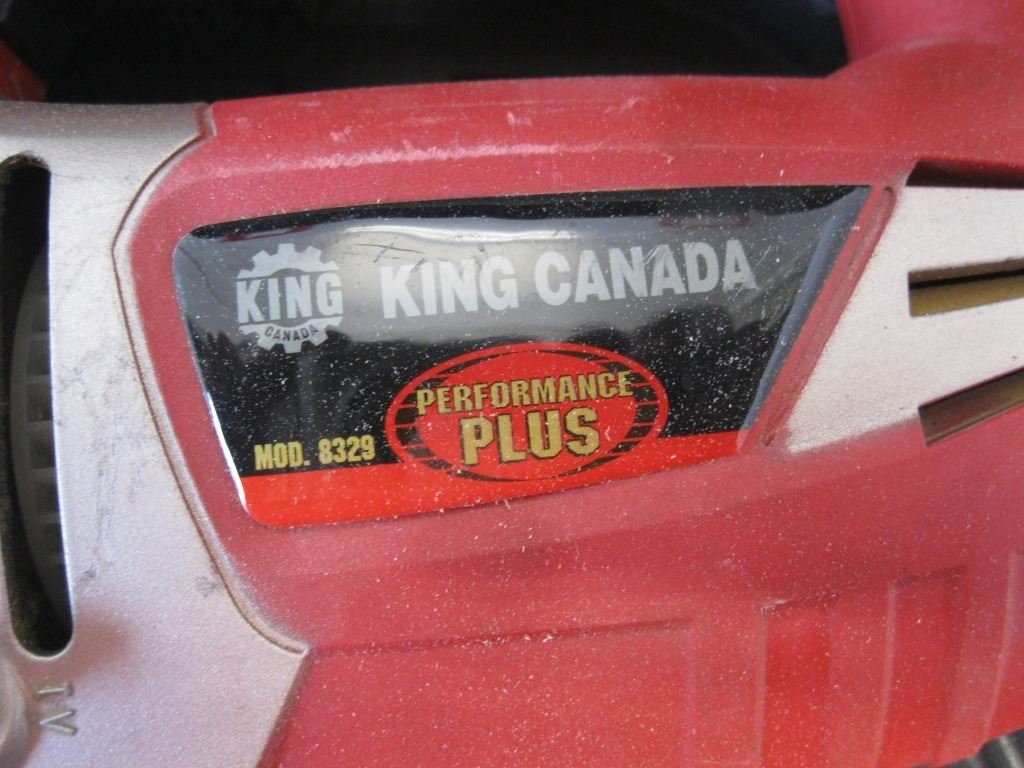 KING
CANADA
KING CANADA
PERFORMANCE
PLUS
MOD. 8329